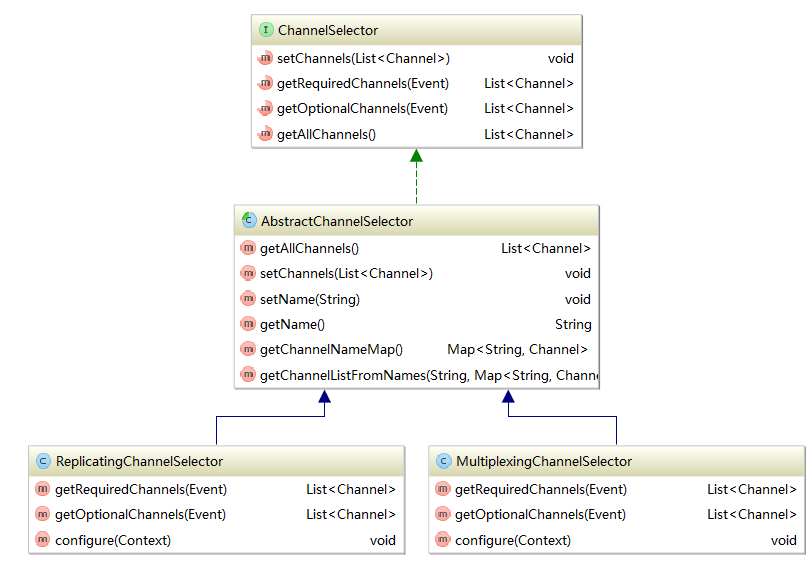 ChannelSelector
setChannels(List<Channel>) void
getRequiredChannels(Event) List<Channel>
getOptionalChannels(Event) List<Channel>
getAllChannels() List<Channel>
AbstractChannelSelector
getAllChannels() List<Channel>
setChannels(List<Channel>) void
setName(String) void
getName() String
getChannelNameMap() Map<String, Channel>
getChannelListFromNames(String, Map<String, Channe
ReplicatingChannelSelector
getRequiredChannels(Event) List<Channel>
getOptionalChannels(Event) List<Channel>
configure(Context) void
MultiplexingChannelSelector
getRequiredChannels(Event) List<Channel>
getOptionalChannels(Event) List<Channel>
configure(Context) void